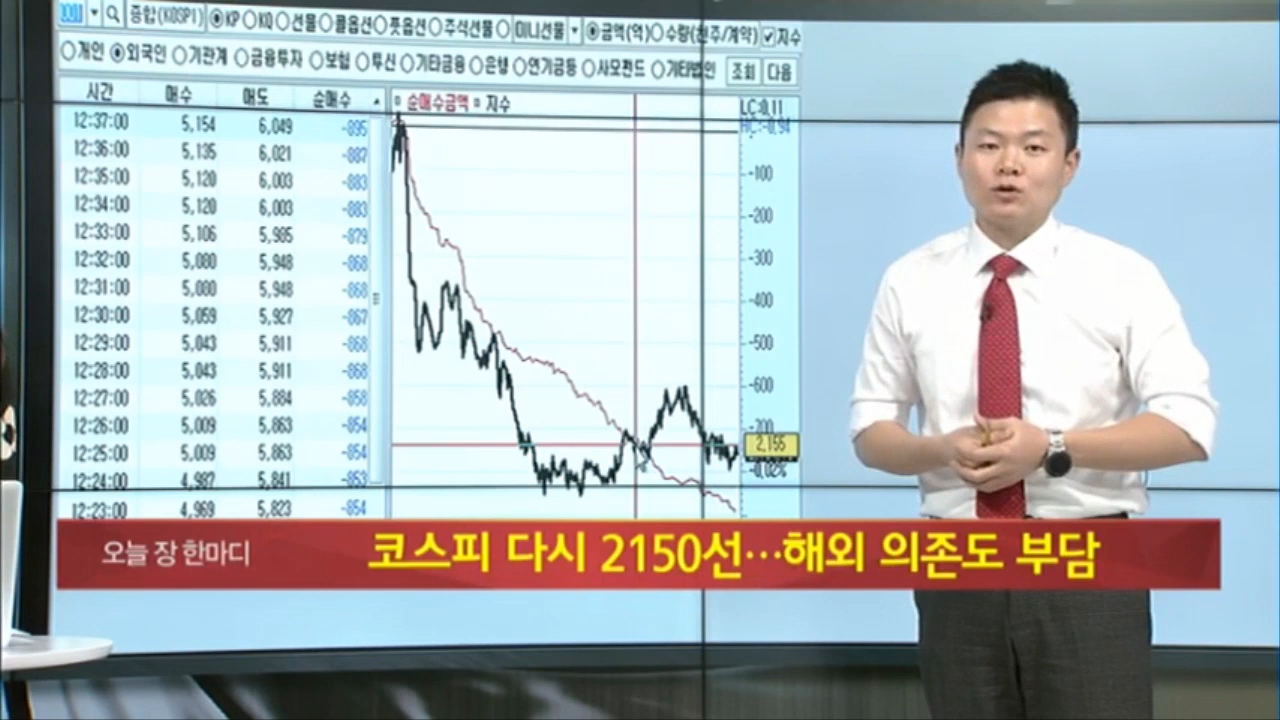 종합(KOSPI) KP KQ 선물 콜옵션 풋옵션 주식선물 미니선물 금액(억) 수량(천주/계약) 지수
개인 외국인 기관계 금융투자 보험 투신 기타금융 은행 연기금등 사모펀드 기타법인 조회 다음
시간 매수 매도 순매수 순매수금액 지수 LC:0.11
HC:-0.94
12:37:00 5,154 6,049 -895
12:36:00 5,135 6,021 -887
12:35:00 5,120 6,003 -883 -100
12:34:00 5,120 6,003 -883 -200
12:33:00 5,106 5,985 -879
12:32:00 5,080 5,948 -868 -300
12:31:00 5,080 5,948 -868 -400
12:30:00 5,059 5,927 -867
12:29:00 5,043 5,911 -868 -500
12:28:00 5,043 5,911 -868 -600
12:27:00 5,026 5,884 -858
12:26:00 5,009 5,863 -854 -700
12:25:00 5,009 5,863 -854 2,155
12:24:00 4,987 5,841 -853 -0.02%
12:23:00 4,969 5,823 -854
오늘 장 한마디 코스피 다시 2150선…해외 의존도 부담